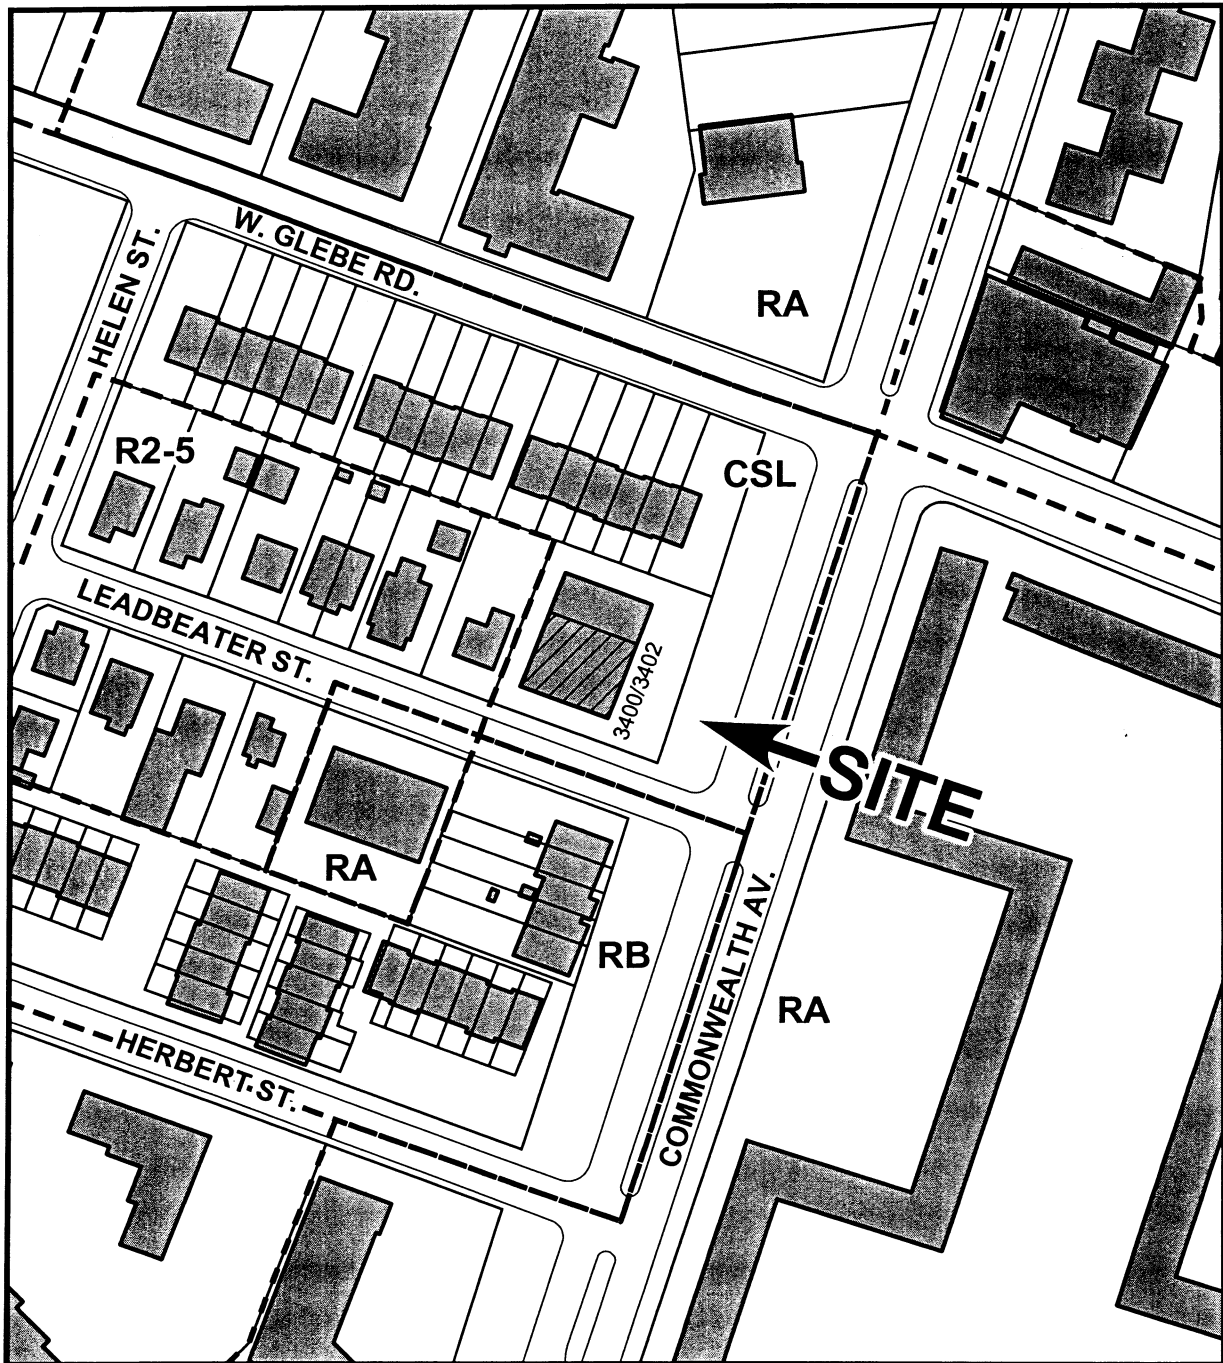 W. GLEBE RD.
HELEN ST.
RA
R2-5
CSL
LEADBEATER ST.
3400/3402
SITE
RA
RB
COMMONWEALTH AV.
RA
HERBERT ST.